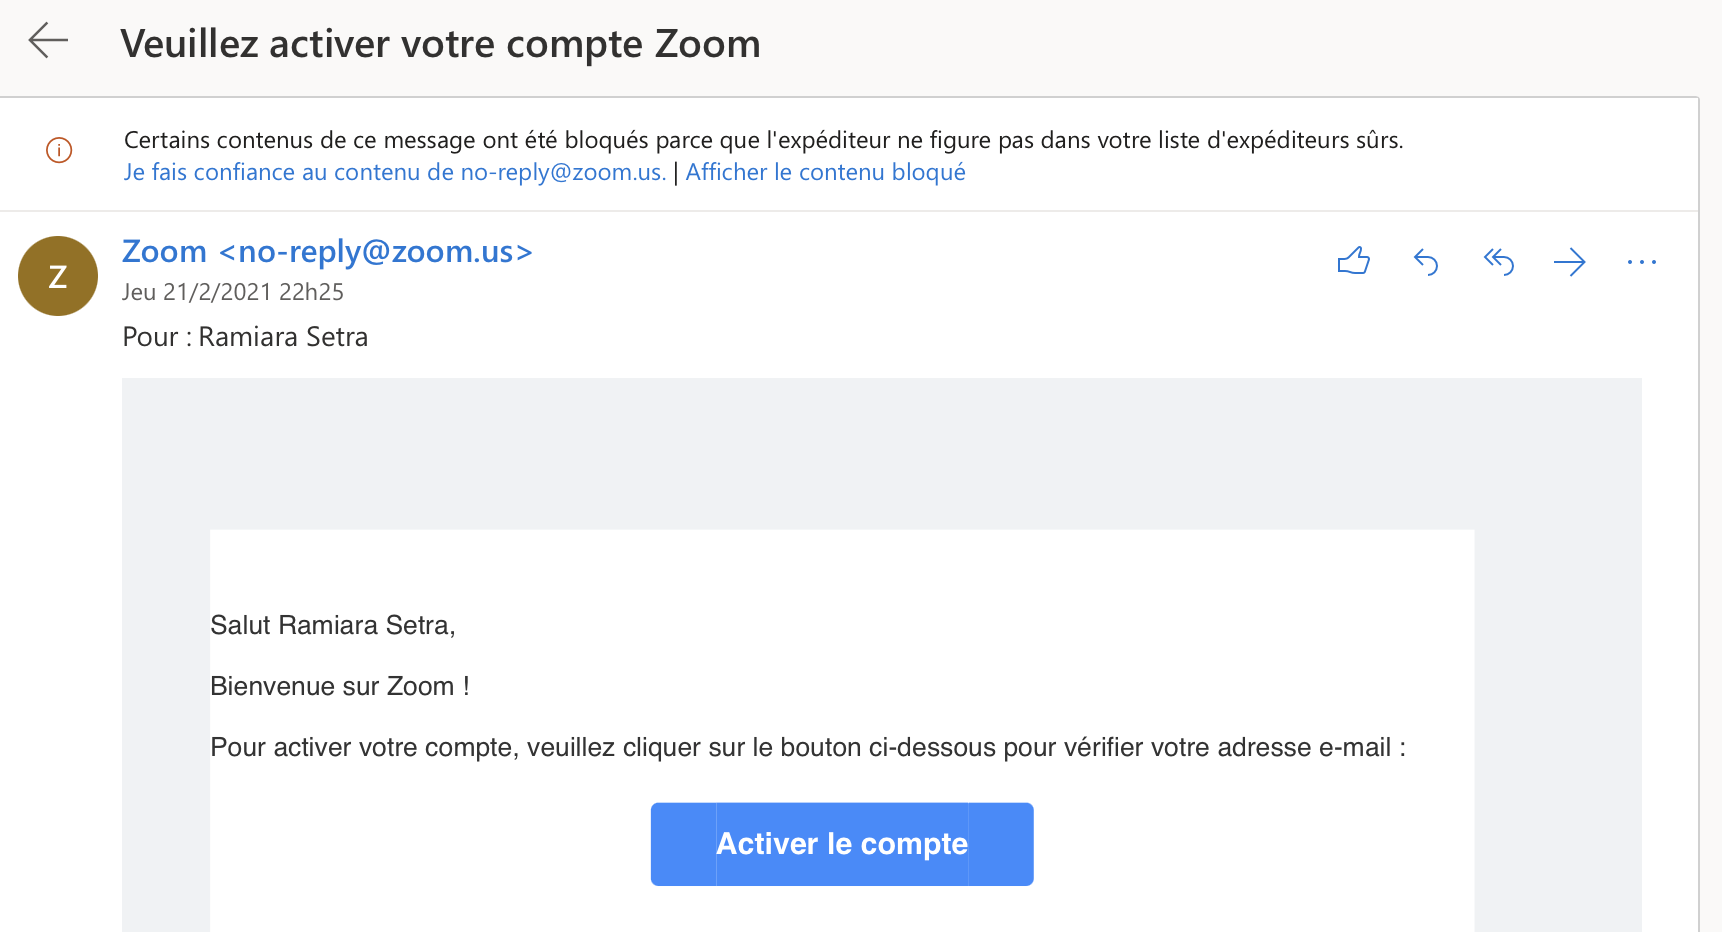 Veuillez activer votre compte Zoom
Certains contenus de ce message ont été bloqués parce que l'expéditeur ne figure pas dans votre liste d'expéditeurs sûrs.
Je fais confiance au contenu de no-reply@zoom.us. | Afficher le contenu bloqué
Z
Zoom <no-reply@zoom.us>
Jeu 21/2/2021 22h25
Pour : Ramiara Setra
Salut Ramiara Setra,
Bienvenue sur Zoom !
Pour activer votre compte, veuillez cliquer sur le bouton ci-dessous pour vérifier votre adresse e-mail :
Activer le compte